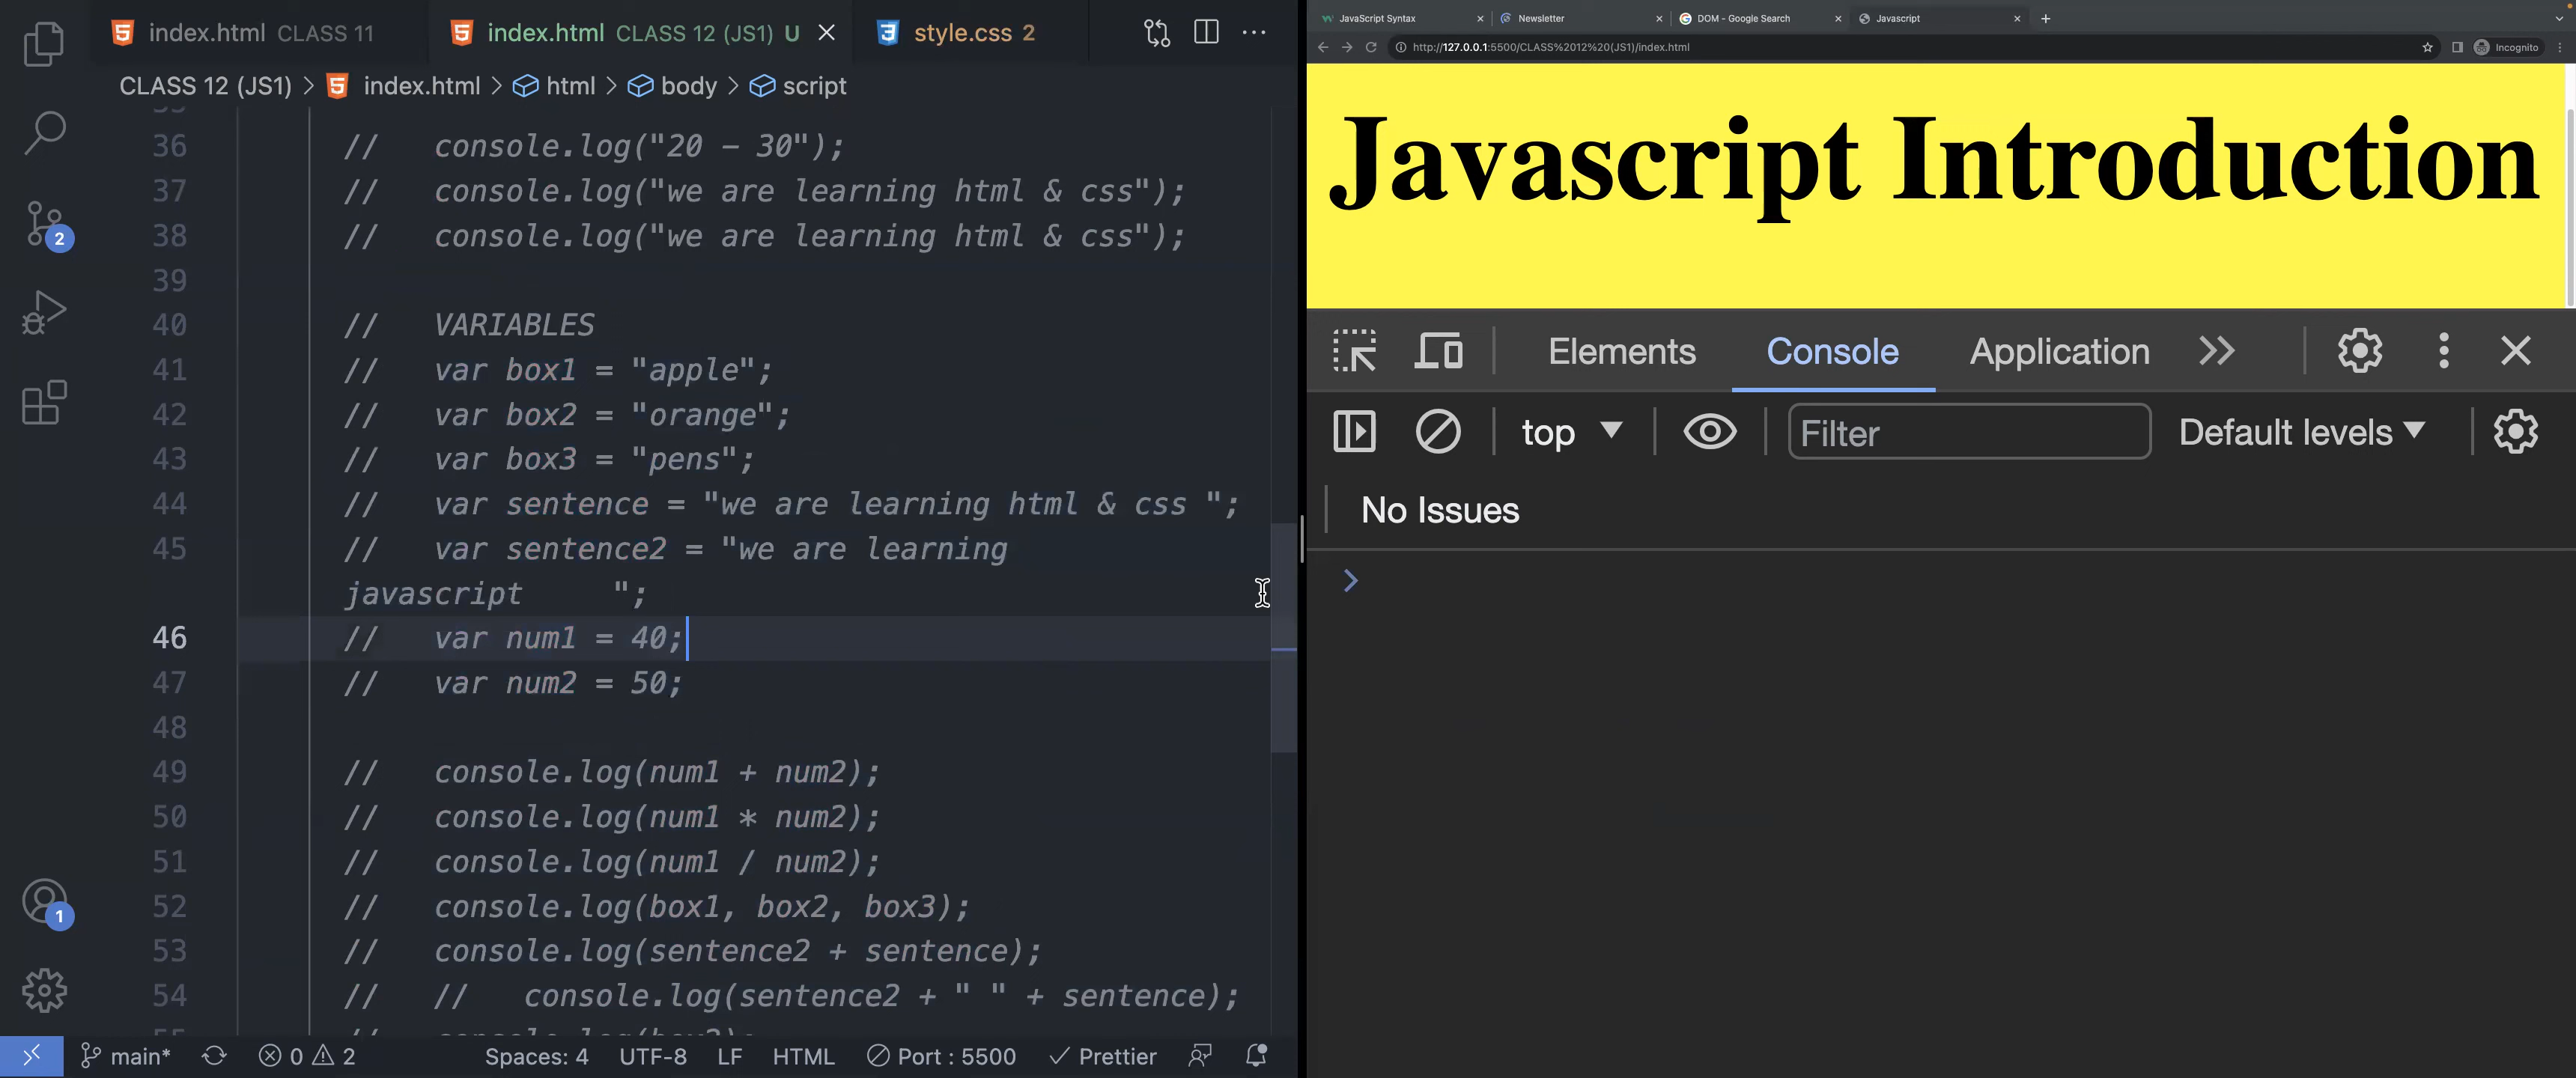 index.html CLASS 11
index.html CLASS 12 (JS1) U
style.css 2
CLASS 12 (JS1) > index.html > html > body > script
36 // console.log("20 - 30");
37 // console.log("we are learning html & css");
38 // console.log("we are learning html & css");
39
40 // VARIABLES
41 // var box1 = "apple";
42 // var box2 = "orange";
43 // var box3 = "pens";
44 // var sentence = "we are learning html & css ";
45 // var sentence2 = "we are learning
javascript     ";
46 // var num1 = 40;
47 // var num2 = 50;
48
49 // console.log(num1 + num2);
50 // console.log(num1 * num2);
51 // console.log(num1 / num2);
52 // console.log(box1, box2, box3);
53 // console.log(sentence2 + sentence);
54 // // console.log(sentence2 + " " + sentence);
2
1
main* 0 2 Spaces: 4 UTF-8 LF HTML Port : 5500 Prettier
JavaScript Syntax
Newsletter
DOM - Google Search
Javascript
http://127.0.0.1:5500/CLASS%2012%20(JS1)/index.html
Incognito
Javascript Introduction
Elements Console Application
top Filter Default levels
No Issues